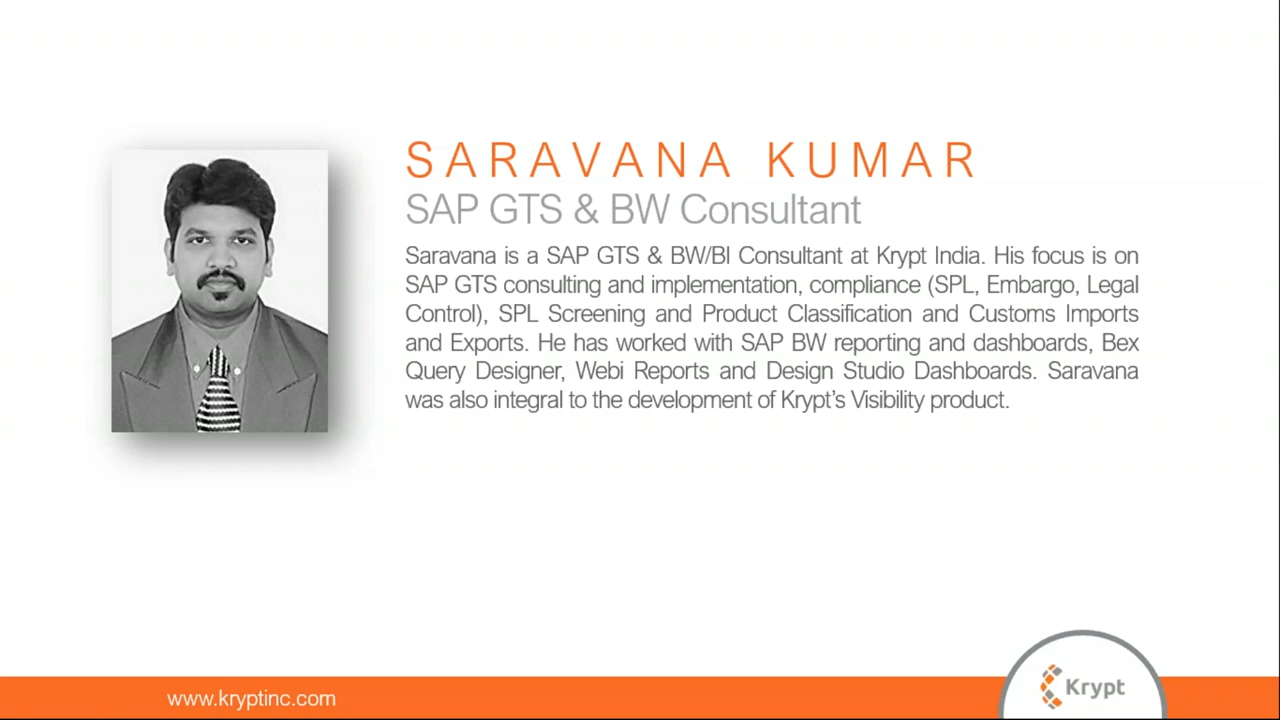 SARAVANA KUMAR
SAP GTS & BW Consultant
Saravana is a SAP GTS & BW/BI Consultant at Krypt India. His focus is on
SAP GTS consulting and implementation, compliance (SPL, Embargo, Legal
Control), SPL Screening and Product Classification and Customs Imports
and Exports. He has worked with SAP BW reporting and dashboards, Bex
Query Designer, Webi Reports and Design Studio Dashboards. Saravana
was also integral to the development of Krypt’s Visibility product.
www.kryptinc.com
Krypt